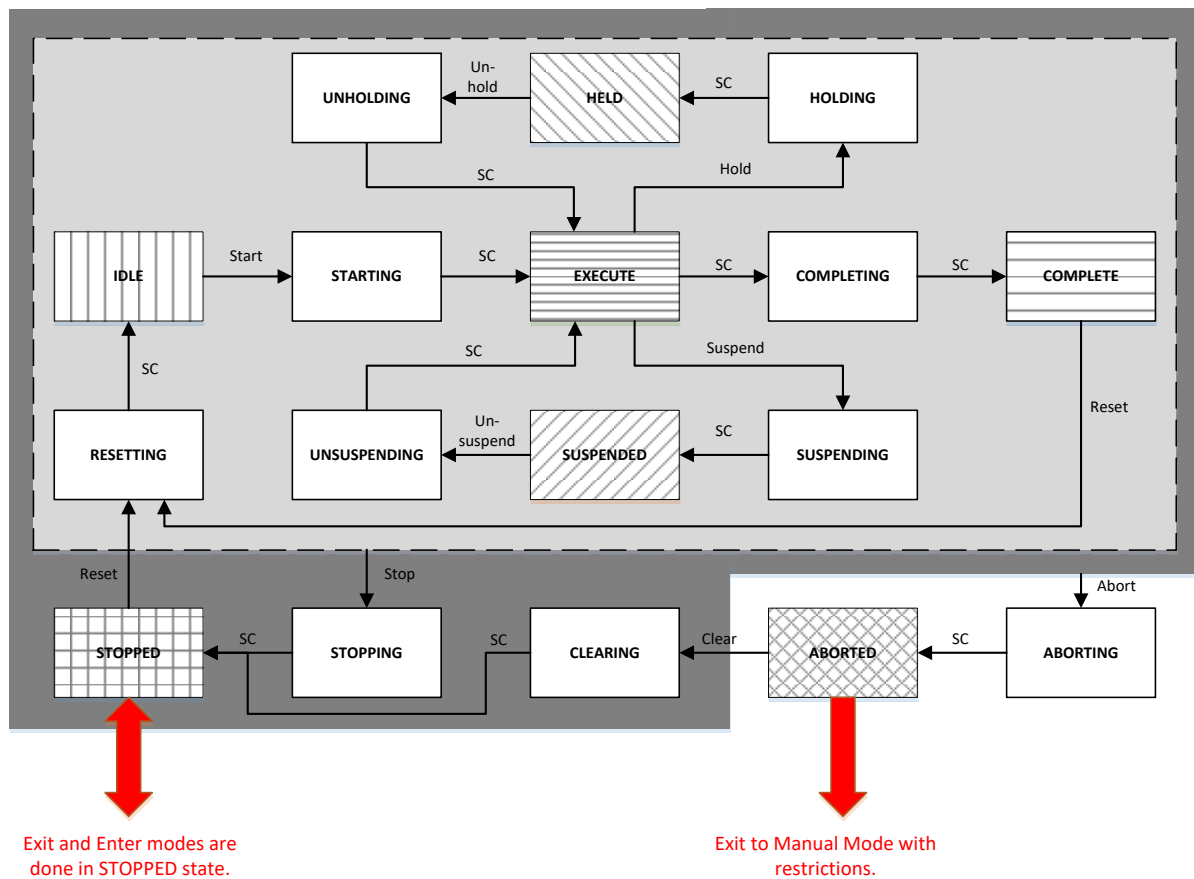 Un-
hold
SC
UNHOLDING
HELD
HOLDING
SC
Hold
Start
SC
SC
SC
IDLE
STARTING
EXECUTE
COMPLETING
COMPLETE
SC
SC
Suspend
Un-
suspend
SC
Reset
RESETTING
UNSUSPENDING
SUSPENDED
SUSPENDING
Reset
Stop
Abort
SC
SC
Clear
SC
STOPPED
STOPPING
CLEARING
ABORTED
ABORTING
Exit and Enter modes are
done in STOPPED state.
Exit to Manual Mode with
restrictions.